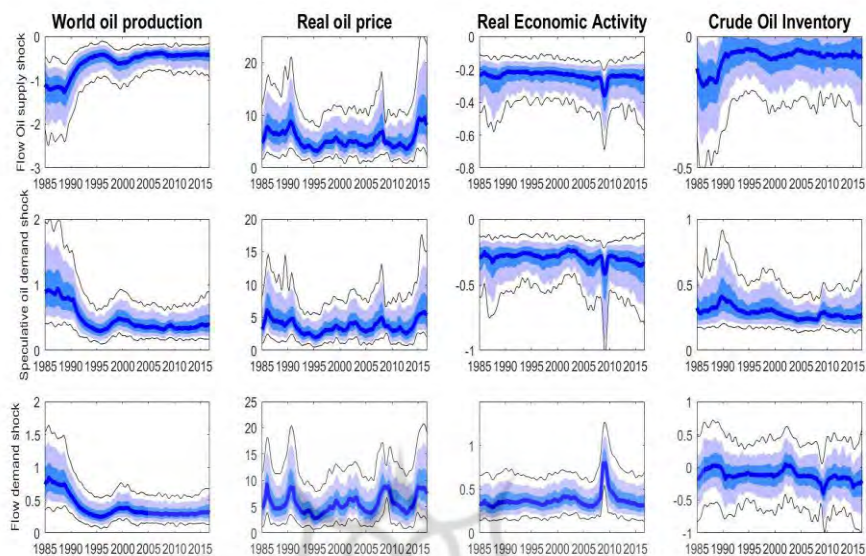 World oil production Real oil price Real Economic Activity Crude Oil Inventory
Flow Oil supply shock
0 -1 -2 -3
20 10 0
0 -0.2 -0.4 -0.6 -0.8
0 -0.5
1985 1990 1995 2000 2005 2010 2015 1985 1990 1995 2000 2005 2010 2015 1985 1990 1995 2000 2005 2010 2015 1985 1990 1995 2000 2005 2010 2015
Speculative oil demand shock
2 1 0
20 15 10 5 0
0 -0.5 -1
1 0.5 0
1985 1990 1995 2000 2005 2010 2015 1985 1990 1995 2000 2005 2010 2015 1985 1990 1995 2000 2005 2010 2015 1985 1990 1995 2000 2005 2010 2015
Flow demand shock
2 1.5 1 0.5 0
25 20 15 10 5 0
1 0.5 0
1 0.5 0 -0.5 -1
1985 1990 1995 2000 2005 2010 2015 1985 1990 1995 2000 2005 2010 2015 1985 1990 1995 2000 2005 2010 2015 1985 1990 1995 2000 2005 2010 2015